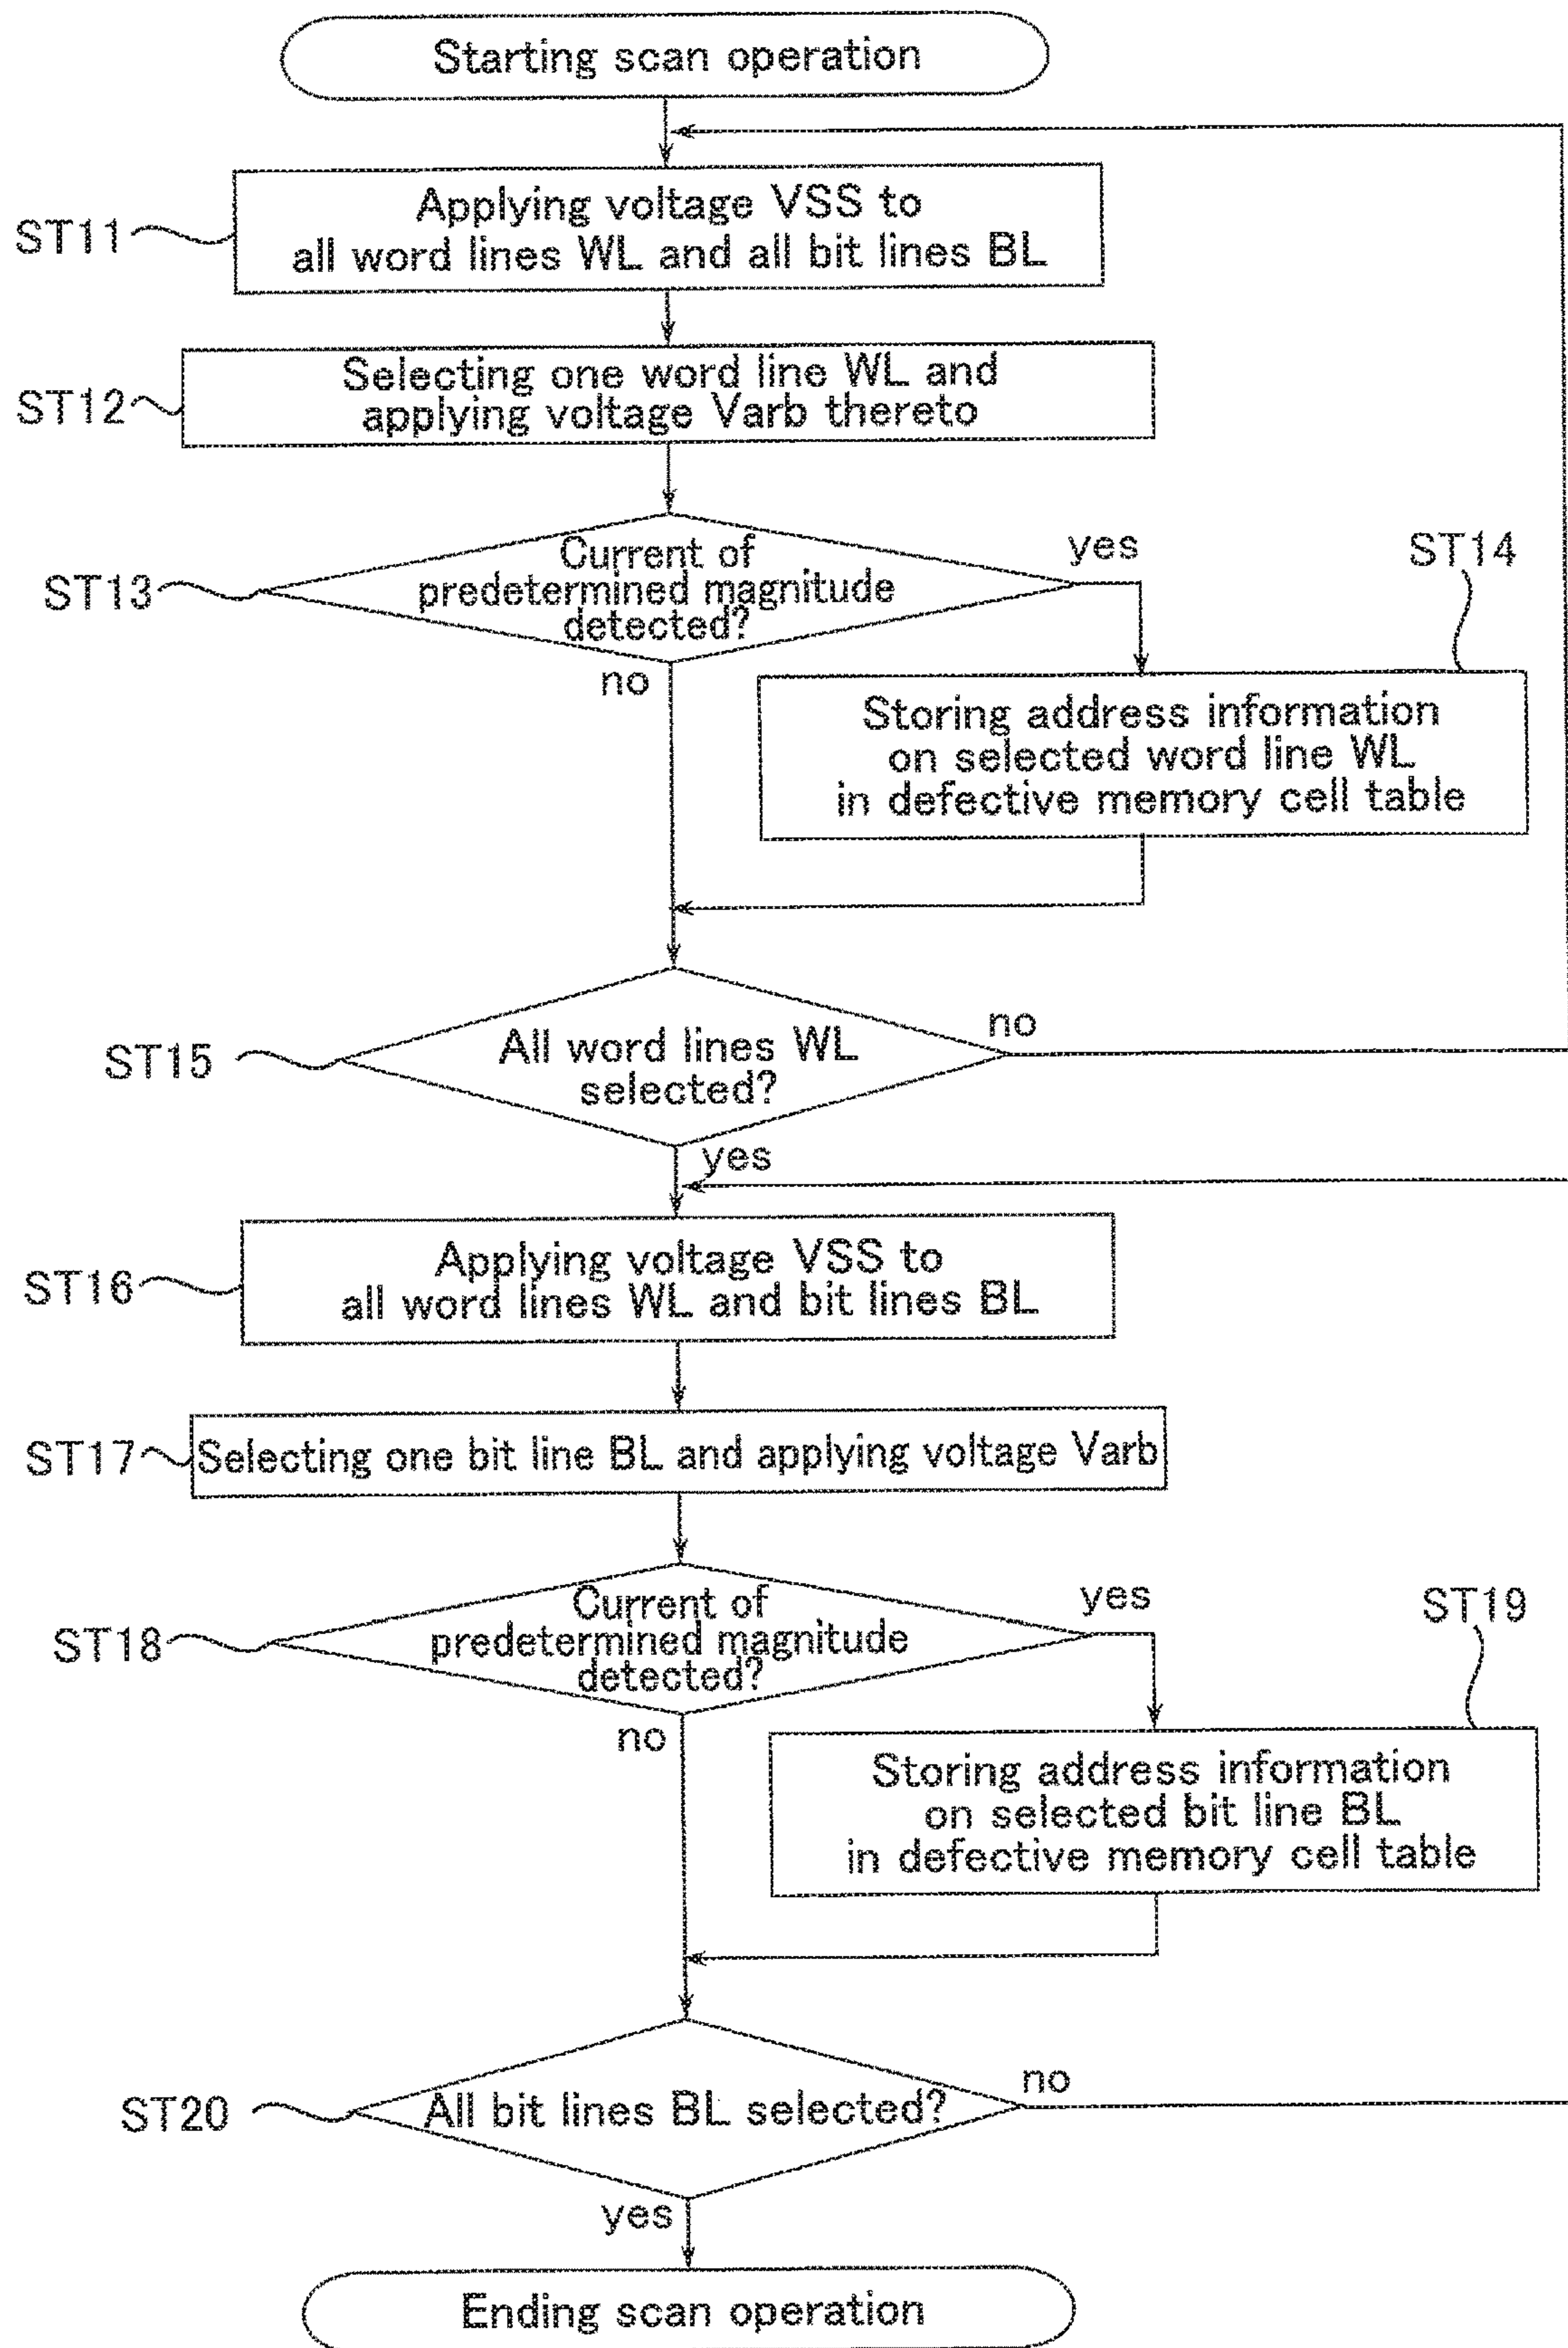 Starting scan operation
ST11
Applying voltage VSS to
all word lines WL and all bit lines BL
ST12
Selecting one word line WL and
applying voltage Varb thereto
ST13
Current of
predetermined magnitude
detected?
yes
no
ST14
Storing address information
on selected word line WL
in defective memory cell table
ST15
All word lines WL
selected?
no
yes
ST16
Applying voltage VSS to
all word lines WL and bit lines BL
ST17
Selecting one bit line BL and applying voltage Varb
ST18
Current of
predetermined magnitude
detected?
yes
no
ST19
Storing address information
on selected bit line BL
in defective memory cell table
ST20
All bit lines BL selected?
no
yes
Ending scan operation